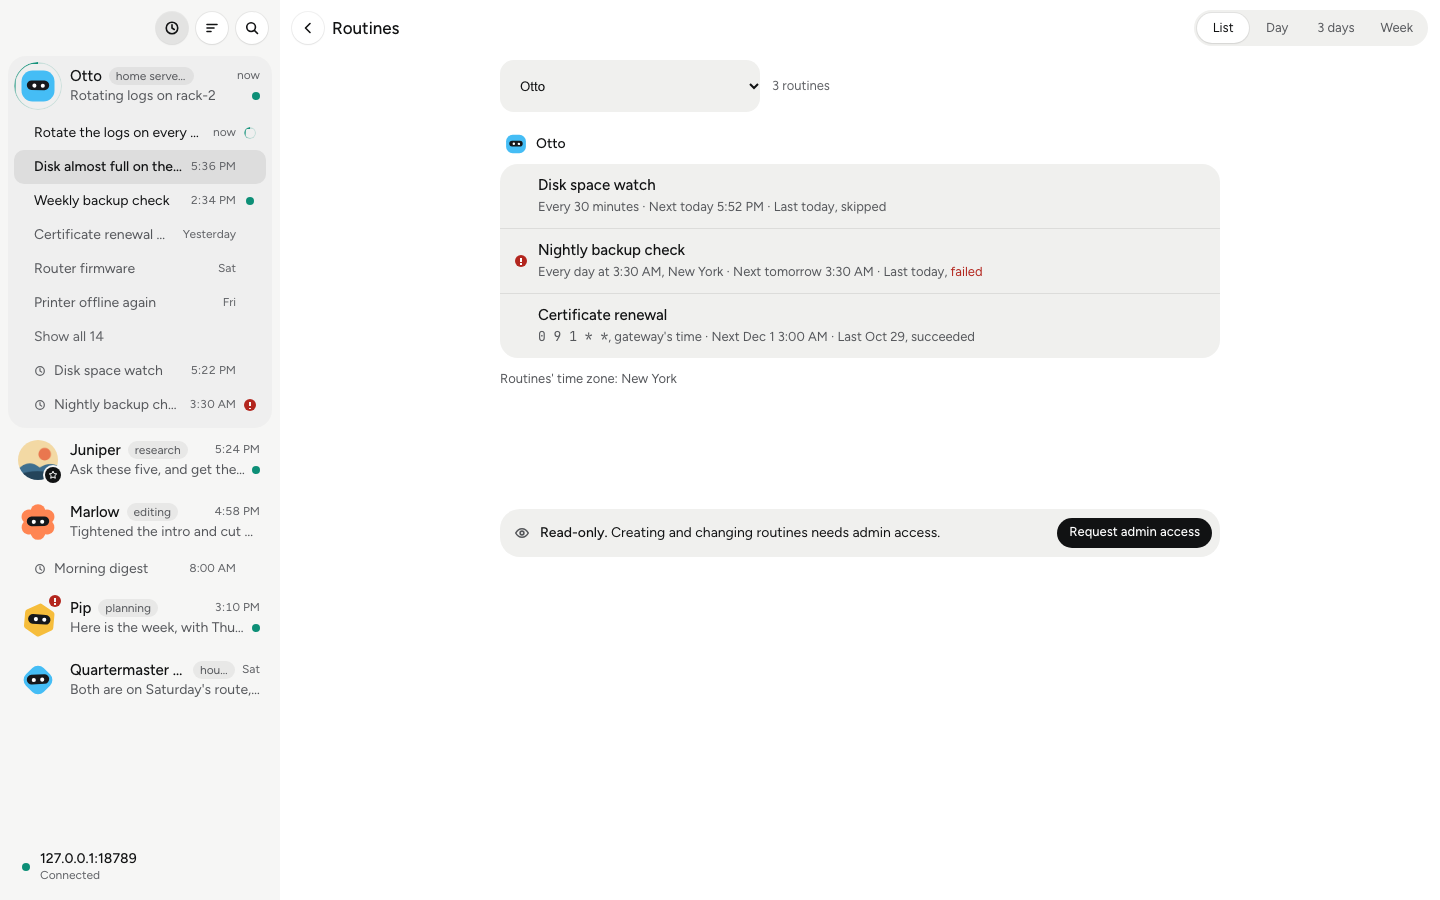 Otto home serve... now
Rotating logs on rack-2
Rotate the logs on every ... now
Disk almost full on the... 5:36 PM
Weekly backup check 2:34 PM
Certificate renewal ... Yesterday
Router firmware Sat
Printer offline again Fri
Show all 14
Disk space watch 5:22 PM
Nightly backup ch... 3:30 AM
Juniper research 5:24 PM
Ask these five, and get the...
Marlow editing 4:58 PM
Tightened the intro and cut ...
Morning digest 8:00 AM
Pip planning 3:10 PM
Here is the week, with Thu...
Quartermaster ... hou... Sat
Both are on Saturday's route,...
127.0.0.1:18789
Connected
Routines
List Day 3 days Week
Otto 3 routines
Otto
Disk space watch
Every 30 minutes · Next today 5:52 PM · Last today, skipped
Nightly backup check
Every day at 3:30 AM, New York · Next tomorrow 3:30 AM · Last today, failed
Certificate renewal
0 9 1 * *, gateway's time · Next Dec 1 3:00 AM · Last Oct 29, succeeded
Routines' time zone: New York
Read-only. Creating and changing routines needs admin access. Request admin access